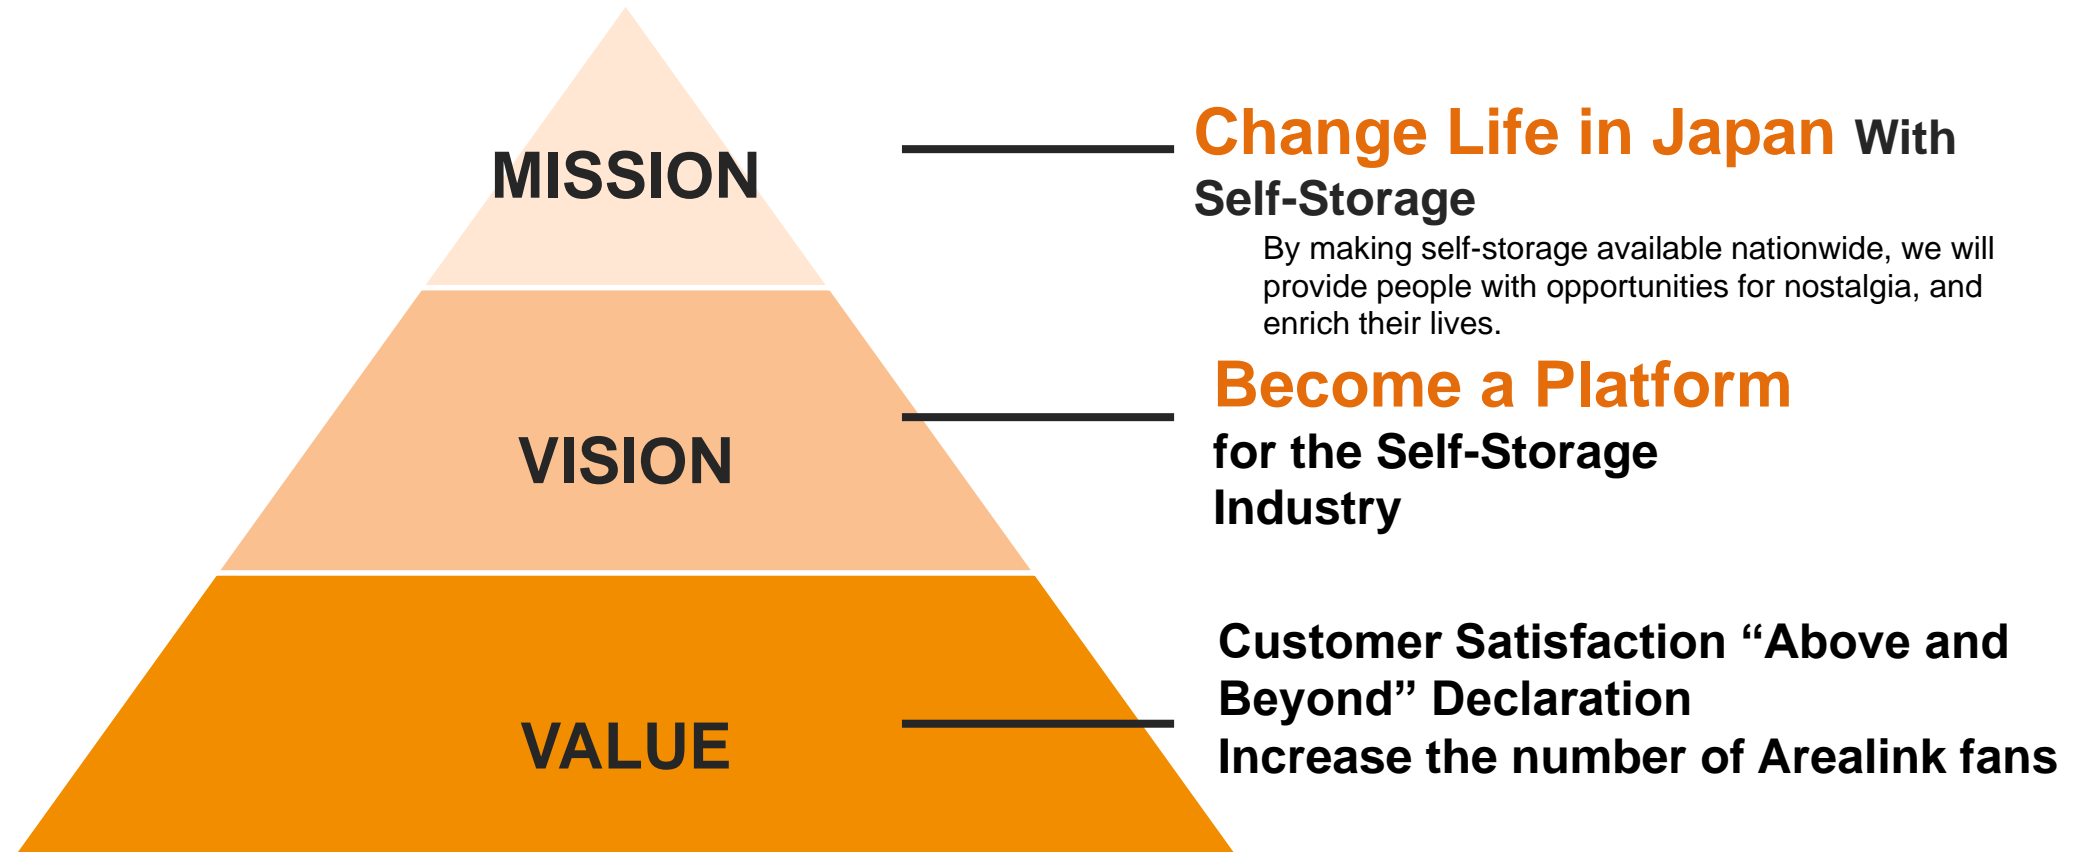 MISSION
Change Life in Japan With
Self-Storage
By making self-storage available nationwide, we will
provide people with opportunities for nostalgia, and
enrich their lives.
VISION
Become a Platform
for the Self-Storage
Industry
VALUE
Customer Satisfaction “Above and
Beyond” Declaration
Increase the number of Arealink fans